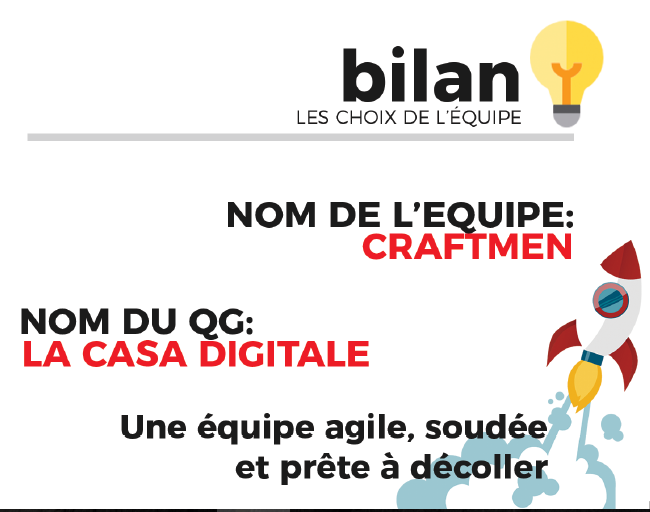 bilan
LES CHOIX DE L'ÉQUIPE
NOM DE L'EQUIPE:
CRAFTMEN
NOM DU QG:
LA CASA DIGITALE
Une équipe agile, soudée
et prête à décoller